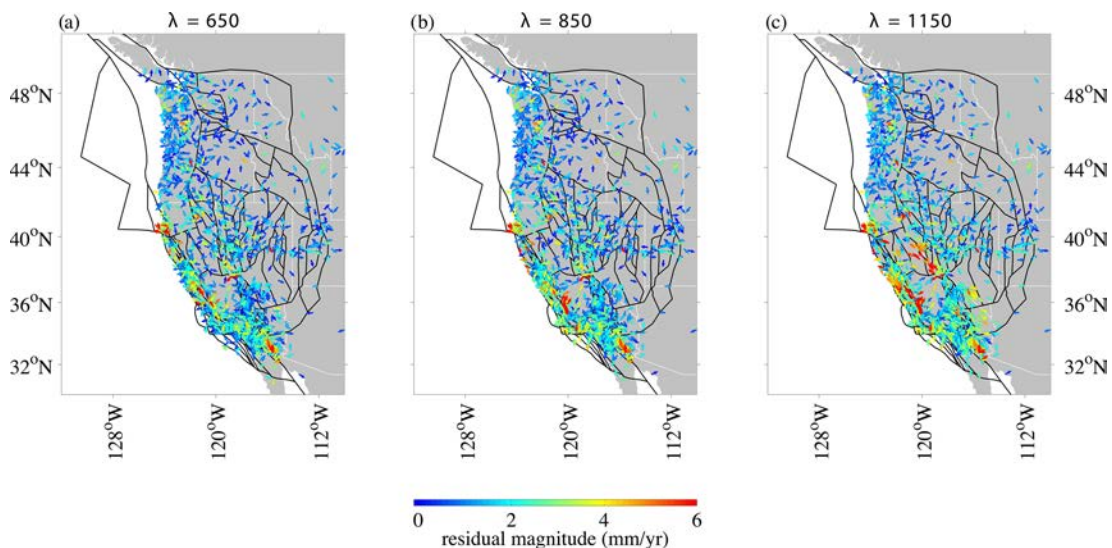 (a) λ = 650
(b) λ = 850
(c) λ = 1150
48°N
44°N
40°N
36°N
32°N
48°N
44°N
40°N
36°N
32°N
128°W
120°W
112°W
128°W
120°W
112°W
128°W
120°W
112°W
0 2 4 6
residual magnitude (mm/yr)